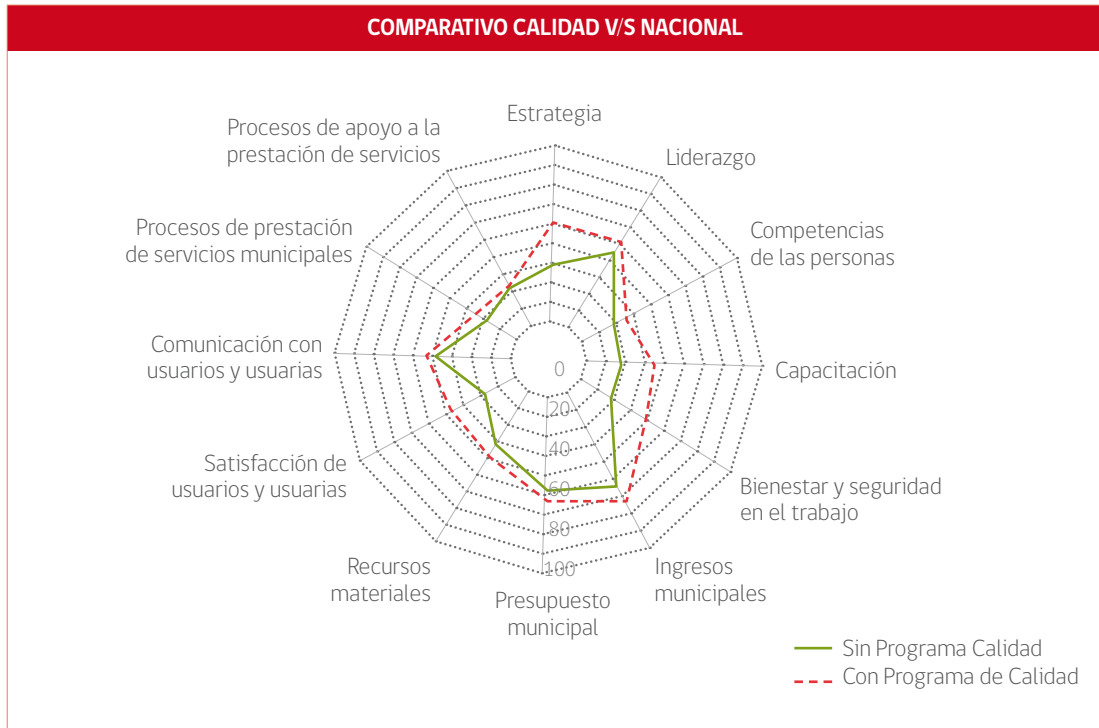 COMPARATIVO CALIDAD V/S NACIONAL
Estrategia
Liderazgo
Competencias
de las personas
Capacitación
Bienestar y seguridad
en el trabajo
Ingresos
municipales
Presupuesto
municipal
Recursos
materiales
Satisfacción de
usuarios y usuarias
Comunicación con
usuarios y usuarias
Procesos de prestación
de servicios municipales
Procesos de apoyo a la
prestación de servicios
0
20
40
60
80
100
Sin Programa Calidad
Con Programa de Calidad